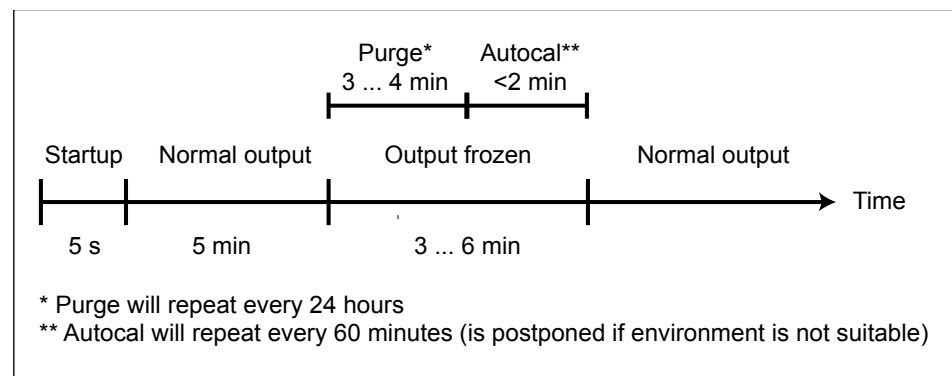 Purge* Autocal**
3 ... 4 min <2 min
Startup Normal output Output frozen Normal output
Time
5 s 5 min 3 ... 6 min
* Purge will repeat every 24 hours
** Autocal will repeat every 60 minutes (is postponed if environment is not suitable)